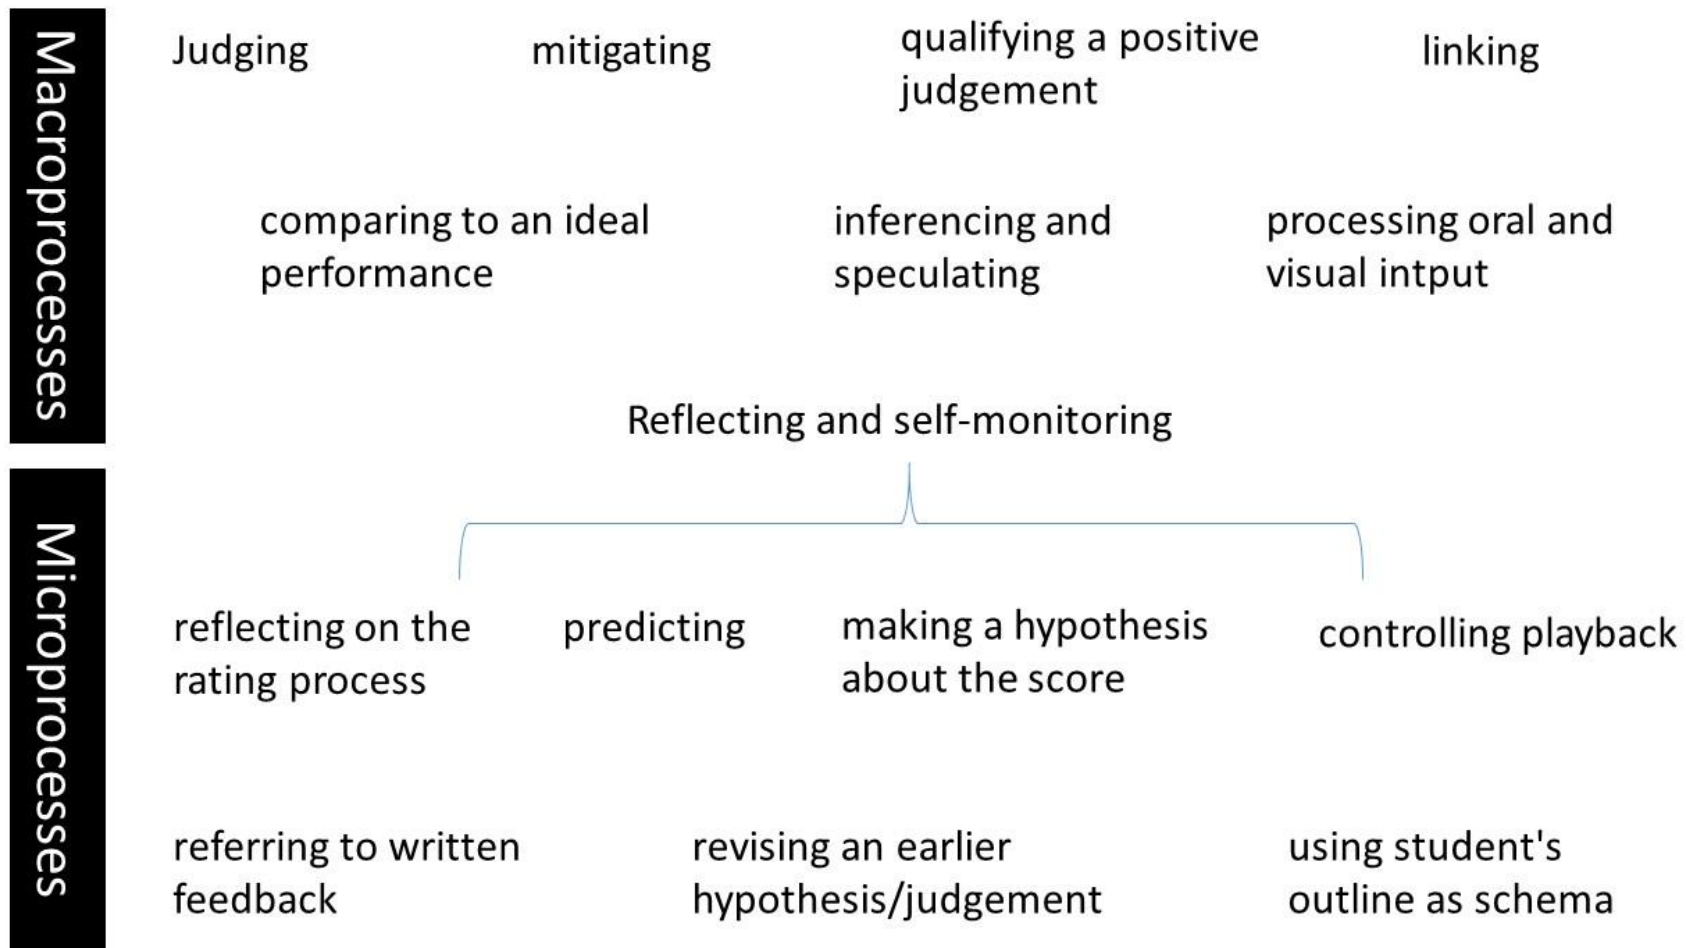 Macroprocesses
Judging
mitigating
qualifying a positive
judgement
linking
comparing to an ideal
performance
inferencing and
speculating
processing oral and
visual intput
Reflecting and self-monitoring
Microprocesses
reflecting on the
rating process
predicting
making a hypothesis
about the score
controlling playback
referring to written
feedback
revising an earlier
hypothesis/judgement
using student's
outline as schema